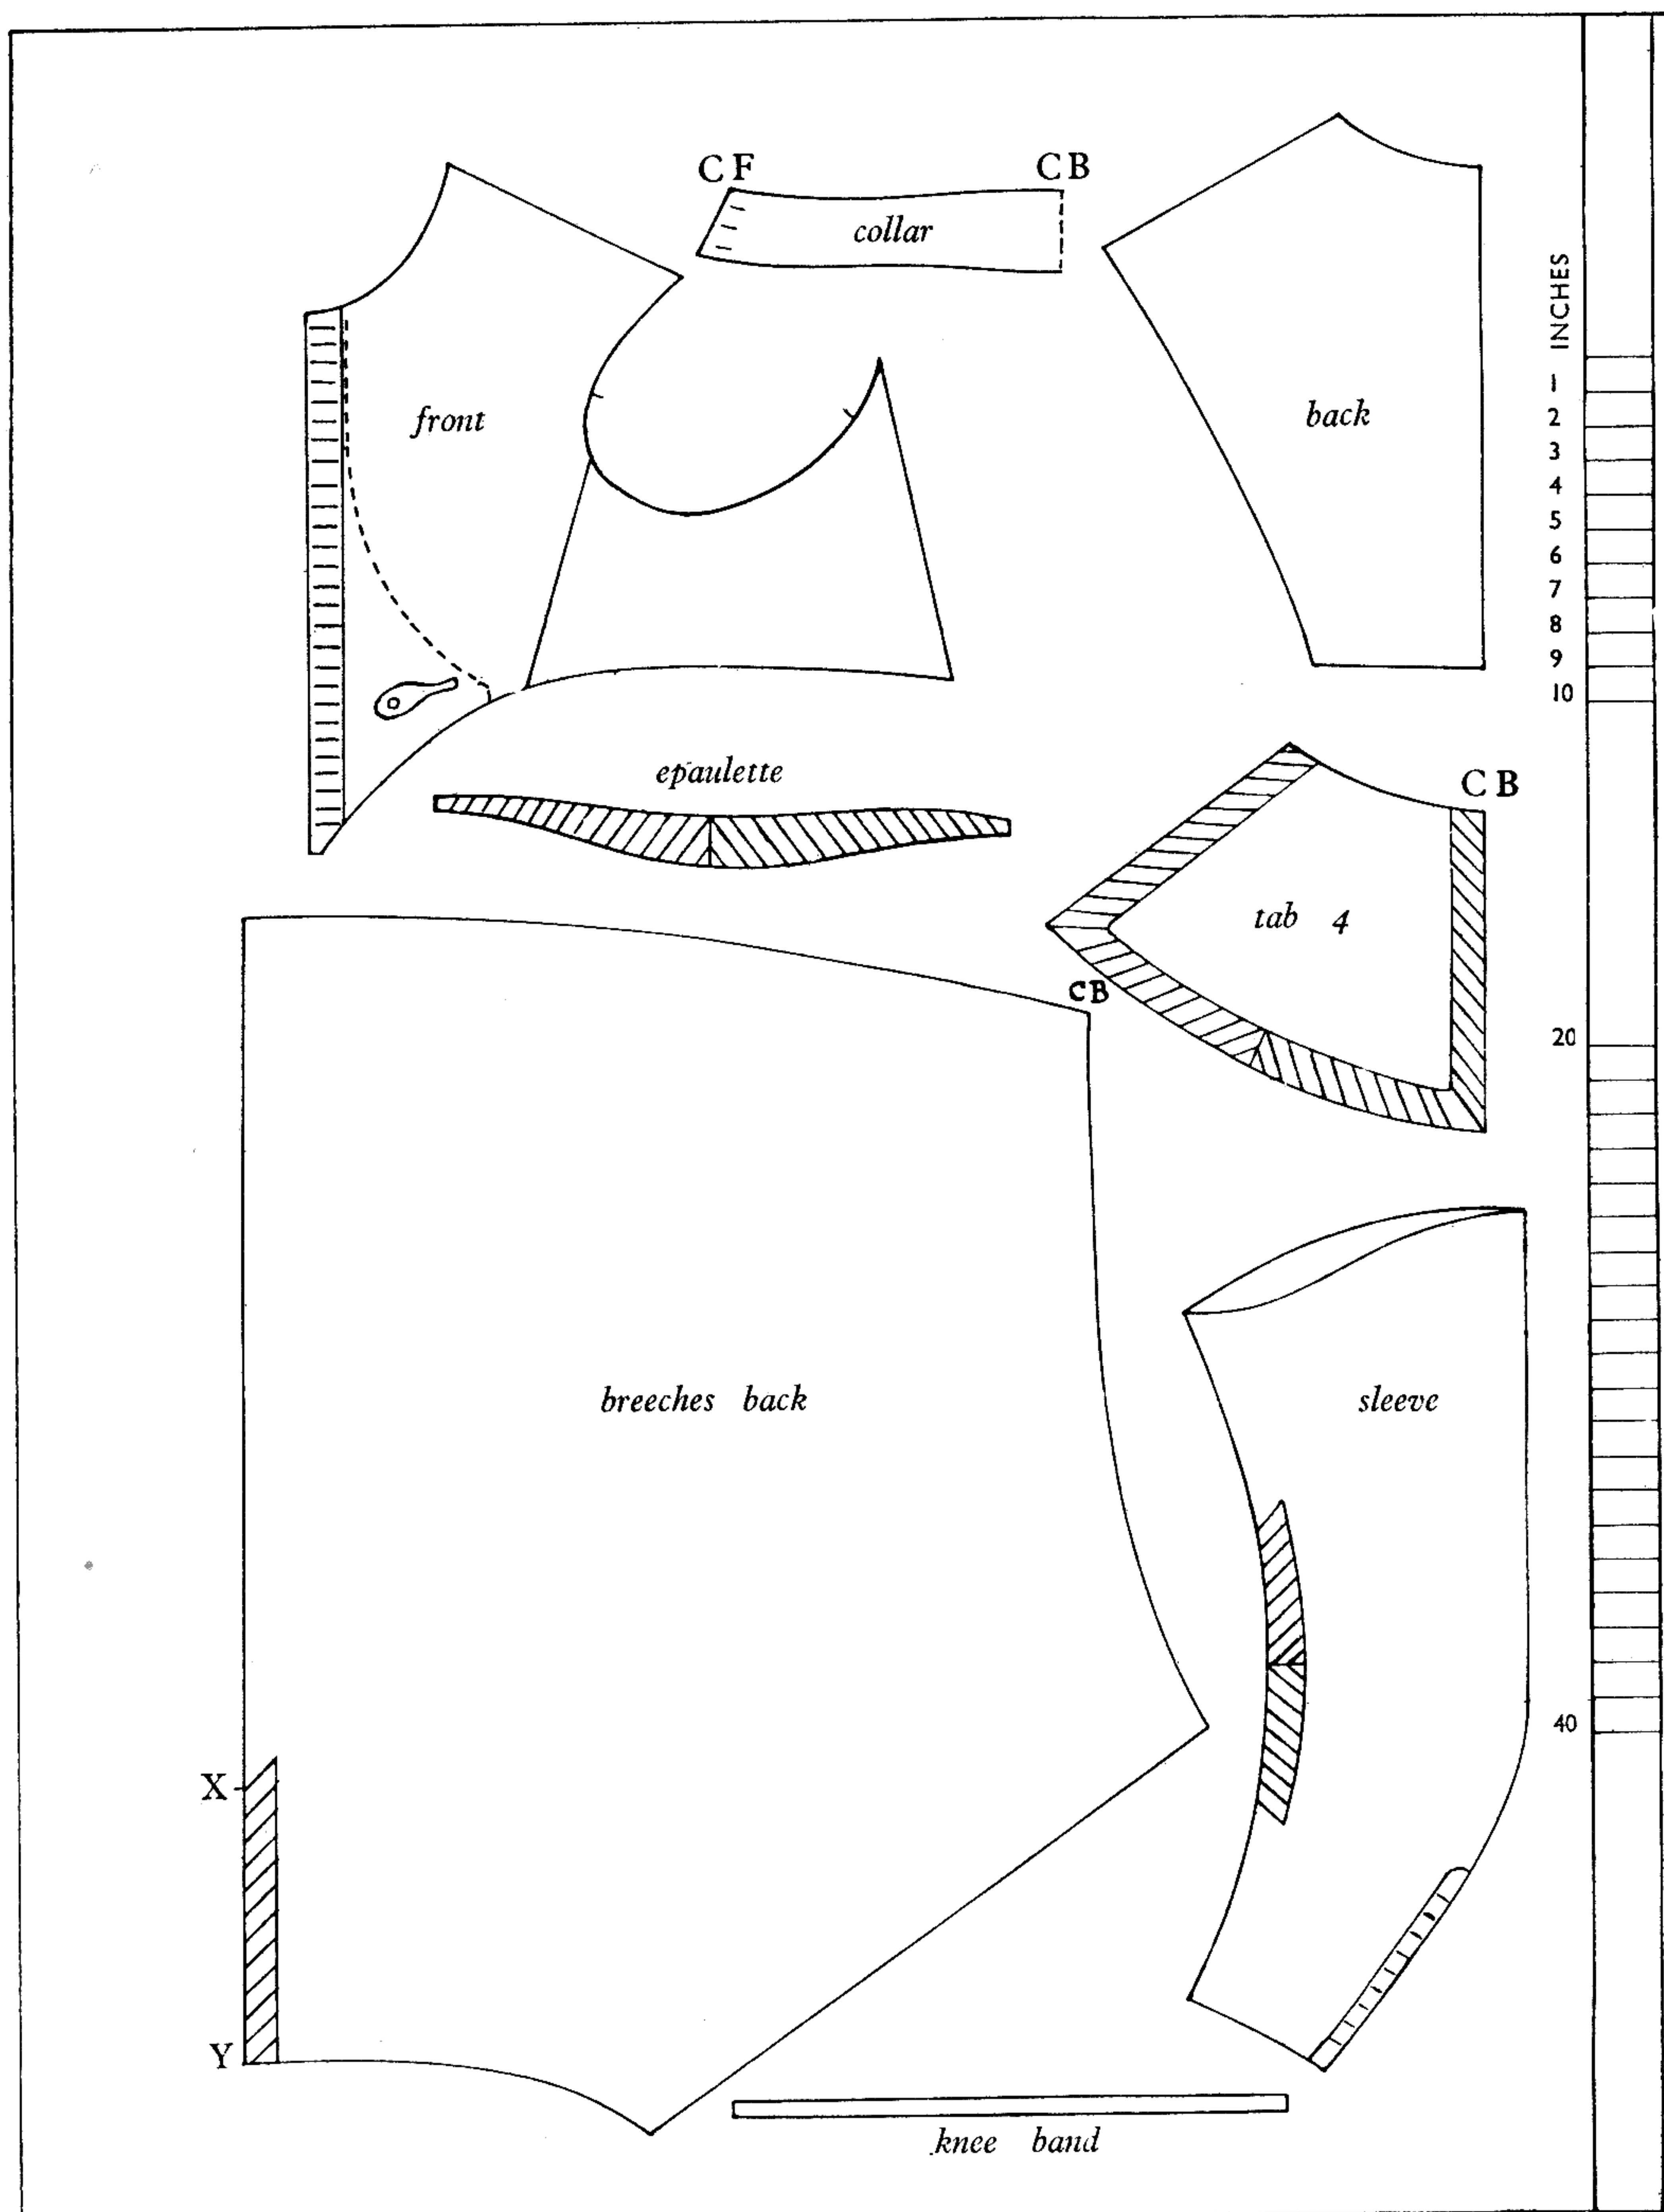 CF
CB
collar
front
back
INCHES
1
2
3
4
5
6
7
8
9
10
epaulette
CB
tab 4
CB
20
breeches back
sleeve
X
40
Y
knee band